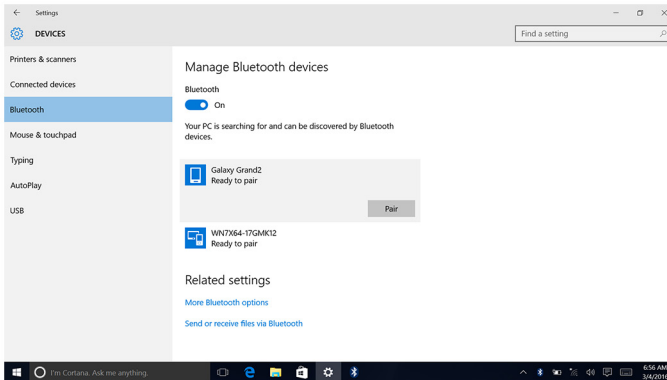 Settings
DEVICES
Find a setting
Printers & scanners
Connected devices
Bluetooth
Mouse & touchpad
Typing
AutoPlay
USB
Manage Bluetooth devices
Bluetooth
On
Your PC is searching for and can be discovered by Bluetooth
devices.
Galaxy Grand2
Ready to pair
Pair
WN7X64-17GMK12
Ready to pair
Related settings
More Bluetooth options
Send or receive files via Bluetooth
I'm Cortana. Ask me anything.
6:56 AM
3/4/2016